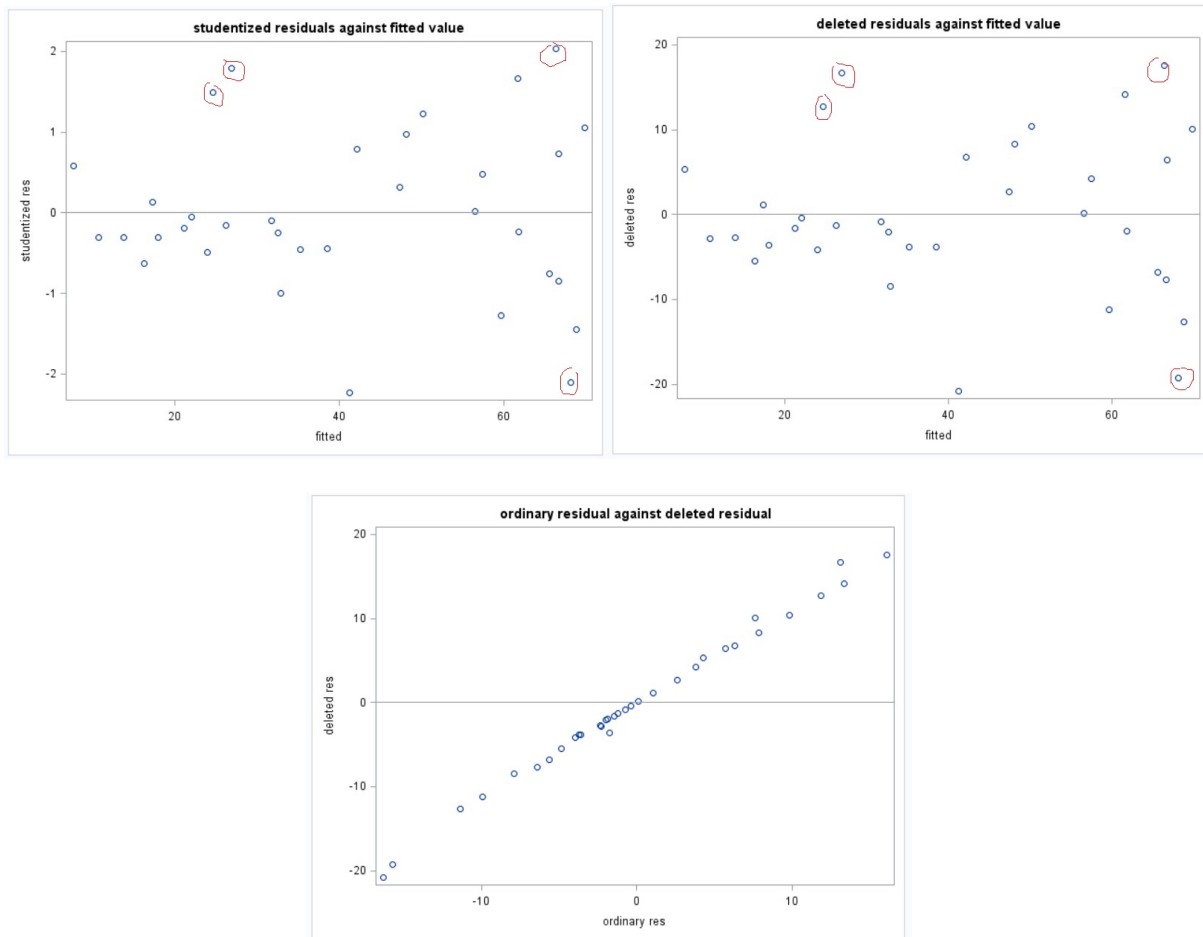 studentized residuals against fitted value
2
1
0
-1
-2
studentized res
20
40
60
fitted
deleted residuals against fitted value
20
10
0
-10
-20
deleted res
20
40
60
fitted
ordinary residual against deleted residual
20
10
0
-10
-20
deleted res
-10
0
10
ordinary res